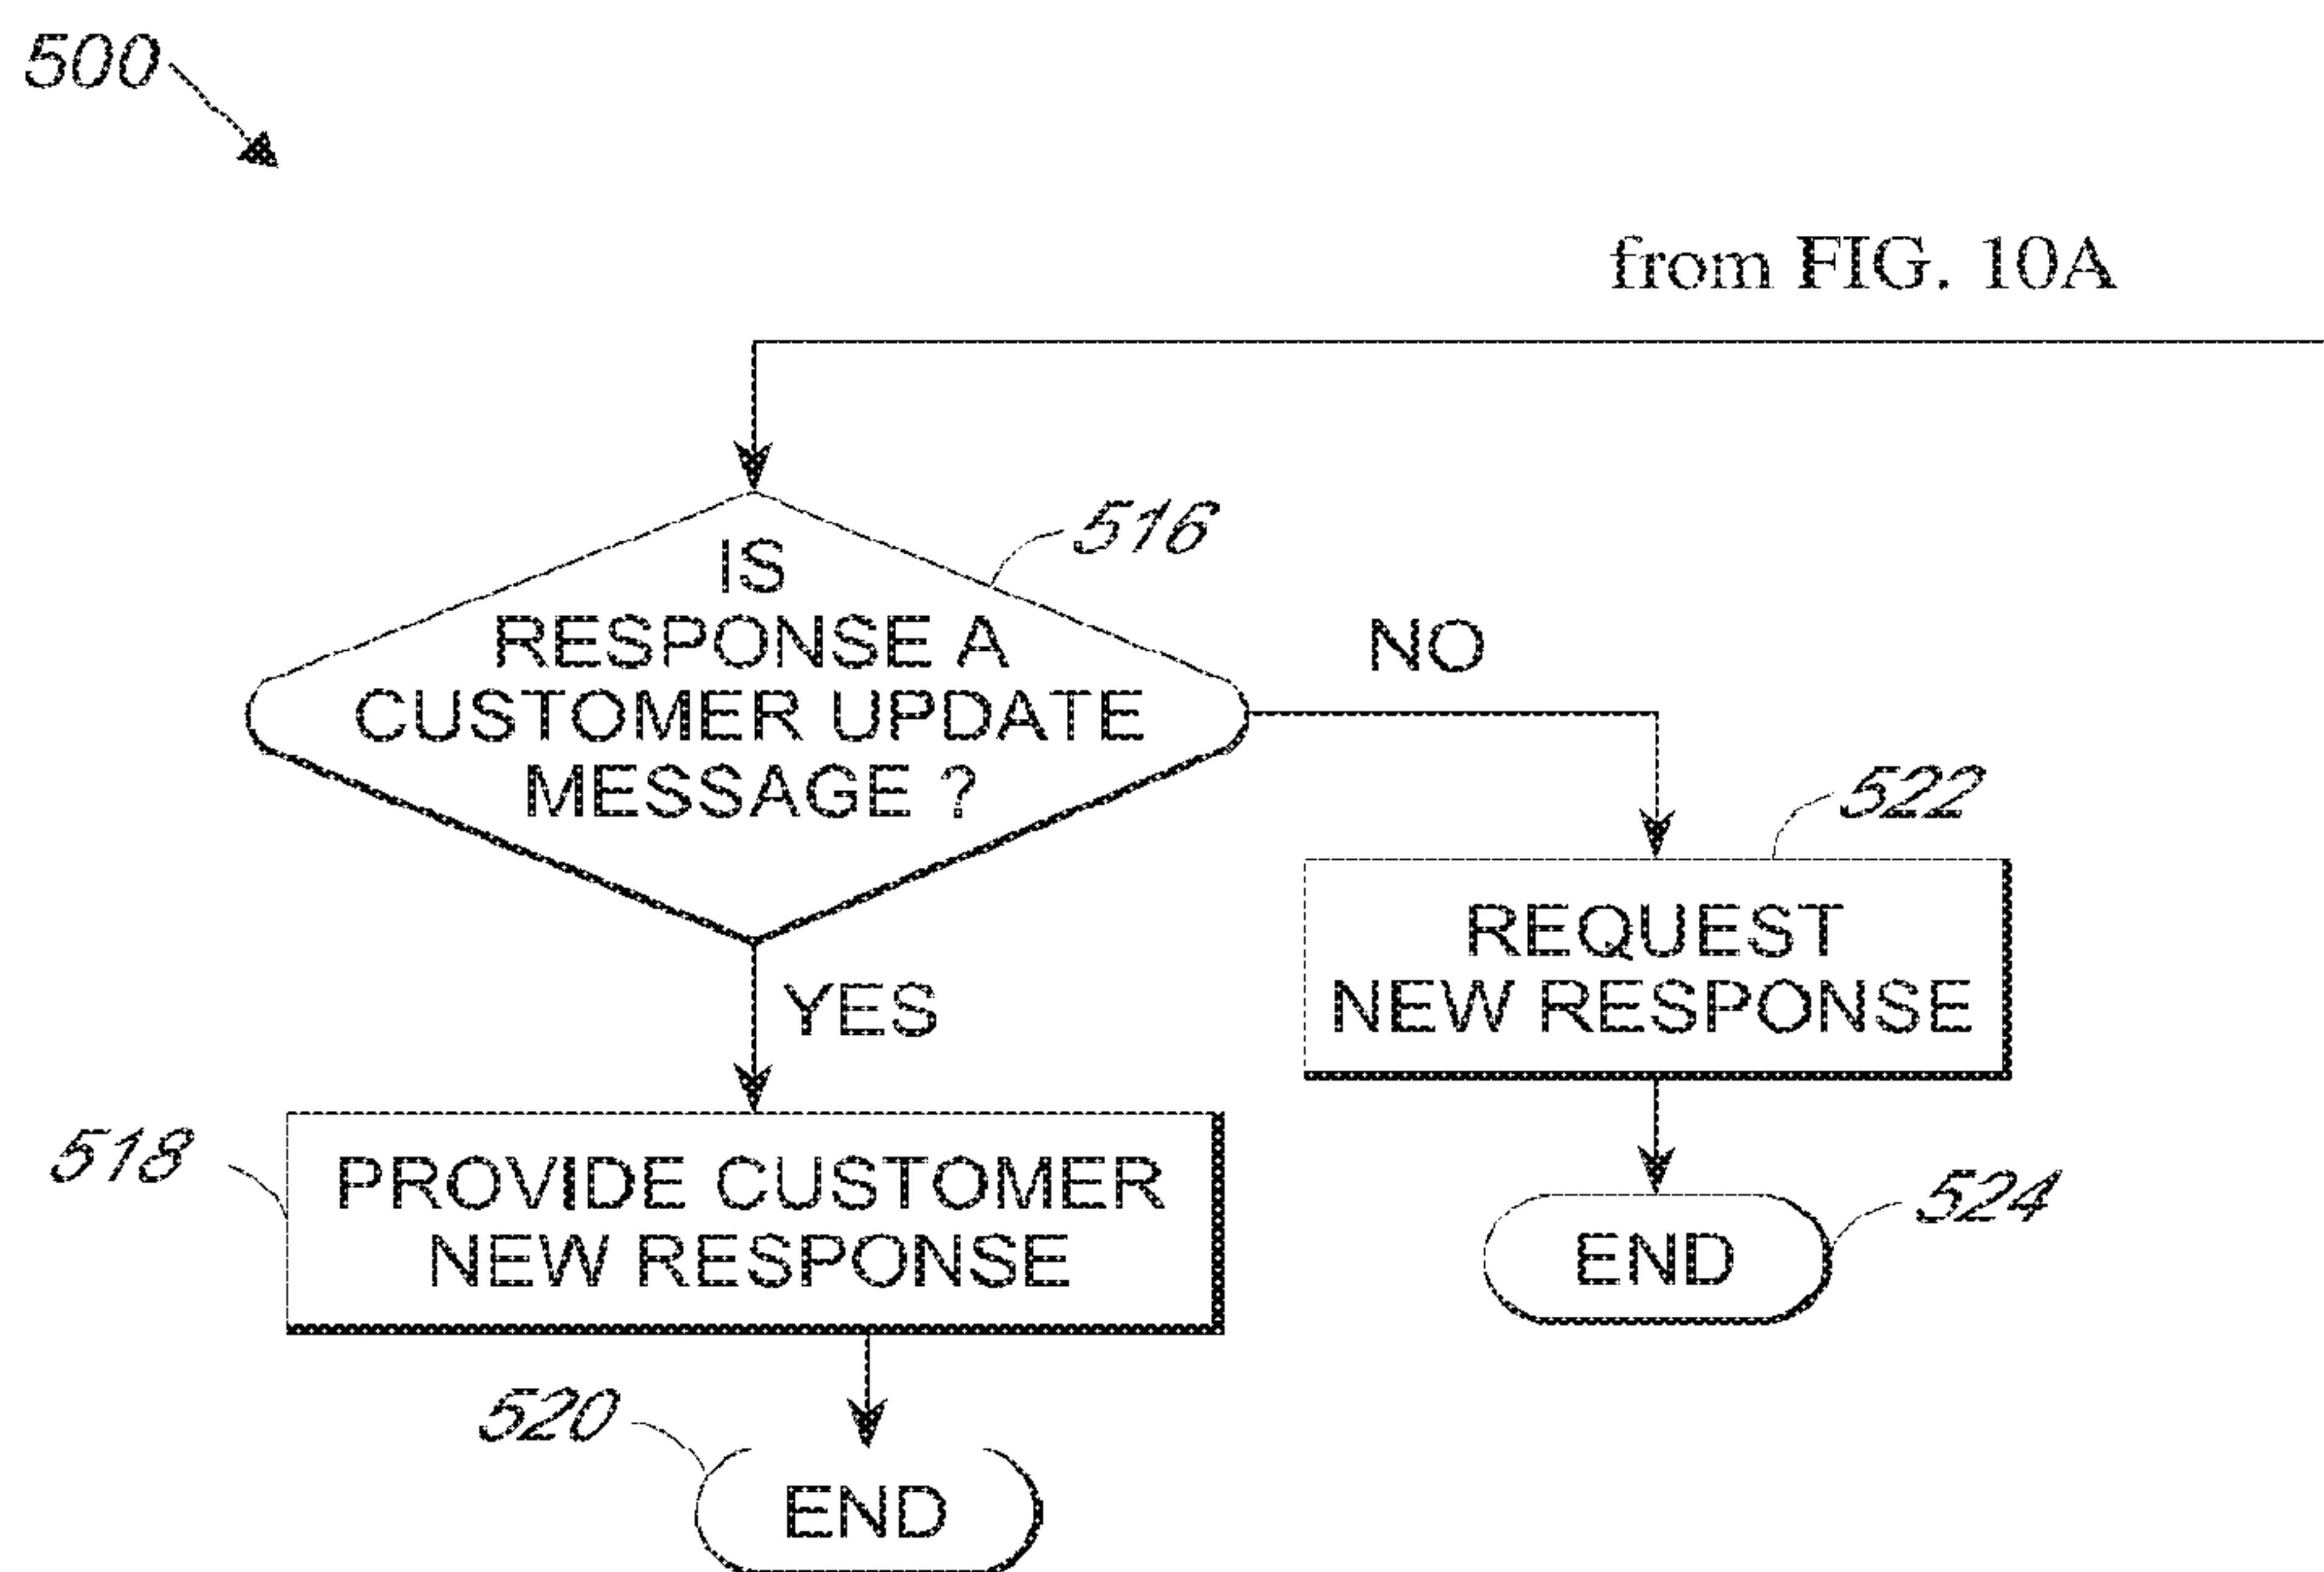 500
from FIG. 10A
516
IS
RESPONSE A
CUSTOMER UPDATE
MESSAGE ?
NO
522
REQUEST
NEW RESPONSE
YES
518
PROVIDE CUSTOMER
NEW RESPONSE
524
END
520
END